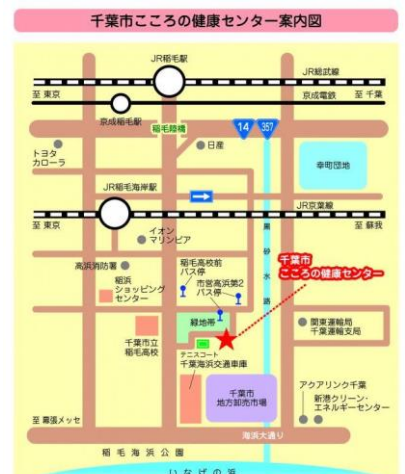 千葉市こころの健康センター案内図
JR稲毛駅
JR総武線
至 東京
京成電鉄
至 千葉
京成稲毛駅
稲毛陸橋
14
357
トヨタ
カローラ
日産
幸町団地
JR稲毛海岸駅
JR京葉線
至 東京
至 蘇我
イオン
マリンピア
黒砂水路
千葉市
こころの健康センター
高浜消防署
稲毛高校前
バス停
稲浜
ショッピング
センター
市営高浜第2
バス停
緑地帯
千葉市立
稲毛高校
関東運輸局
千葉運輸支局
テニスコート
千葉海浜交通車庫
千葉市
地方卸売市場
アクアリンク千葉
新港クリーン・
エネルギーセンター
至 幕張メッセ
海浜大通り
稲毛海浜公園
いなげの浜